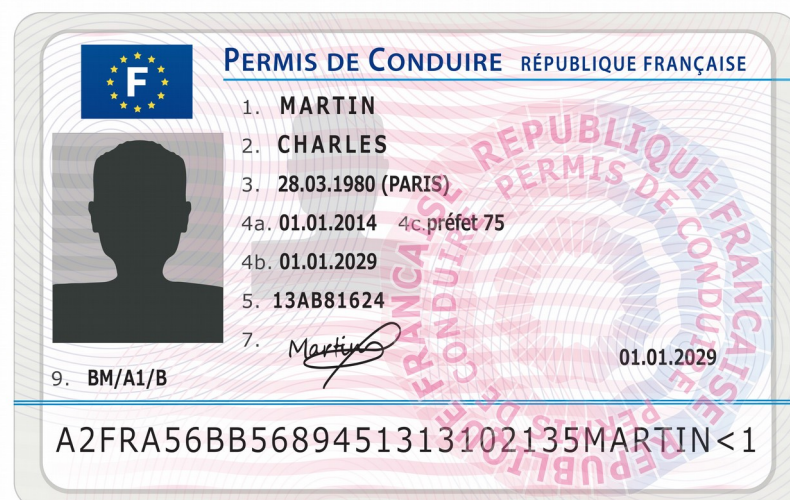 F
PERMIS DE CONDUIRE RÉPUBLIQUE FRANÇAISE
1. MARTIN
2. CHARLES
3. 28.03.1980 (PARIS)
4a. 01.01.2014 4c.préfet 75
4b. 01.01.2029
5. 13AB81624
7. Martin
01.01.2029
9. BM/A1/B
A2FRA56BB5689451313102135MARTIN<1
REPUBLIQUE FRANCAISE
PERMIS DE CONDUIRE